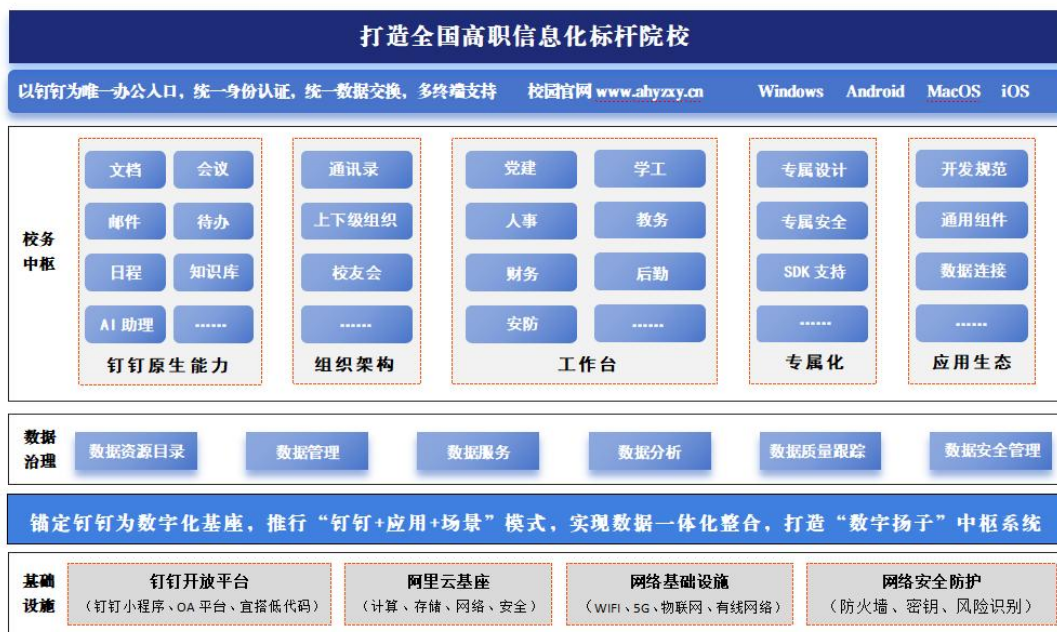 打造全国高职信息化标杆院校
以钉钉为唯一办公入口，统一身份认证，统一数据交换，多终端支持 校园官网 www.ahyzxy.cn Windows Android MacOS iOS
校务
中枢
文档 会议
邮件 待办
日程 知识库
AI 助理 ......
钉钉原生能力
通讯录
上下级组织
校友会
......
组织架构
党建 学工
人事 教务
财务 后勤
安防 ......
工作台
专属设计
专属安全
SDK 支持
......
专属化
开发规范
通用组件
数据连接
......
应用生态
数据
治理
数据资源目录 数据管理 数据服务 数据分析 数据质量跟踪 数据安全管理
锚定钉钉为数字化基座，推行“钉钉+应用+场景”模式，实现数据一体化整合，打造“数字扬子”中枢系统
基础
设施
钉钉开放平台
（钉钉小程序、OA 平台、宜搭低代码）
阿里云基座
（计算、存储、网络、安全）
网络基础设施
（WIFI、5G、物联网、有线网络）
网络安全防护
（防火墙、密钥、风险识别）